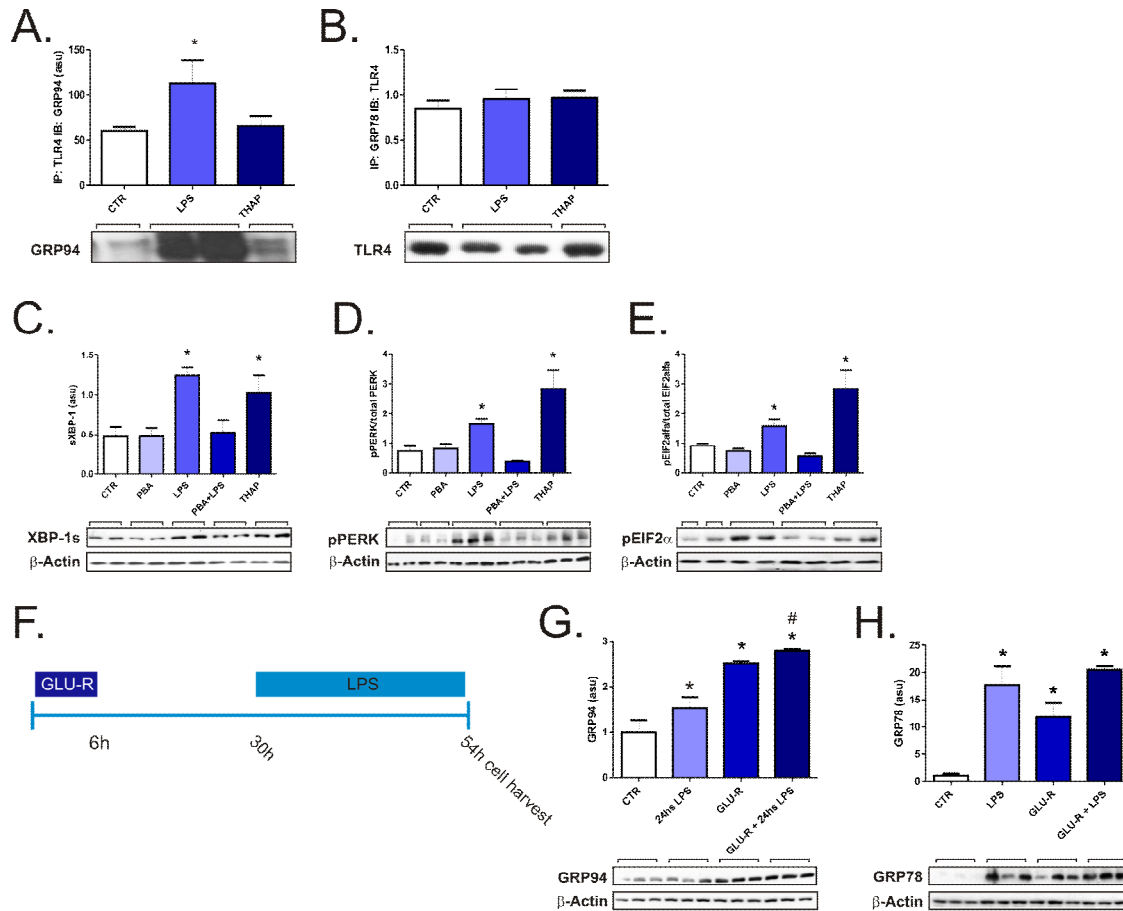 A.
IP: TLR4 IB: GRP94 (asu)
150
100
50
0
*
CTR
LPS
THAP
GRP94
B.
IP: GRP78 IB: TLR4
1.5
1.0
0.5
0.0
CTR
LPS
THAP
TLR4
C.
sXBP-1 (asu)
1.5
1.0
0.5
0.0
*
*
CTR
PBA
LPS
PBA+LPS
THAP
XBP-1s
β-Actin
D.
pPERK/total PERK
4
3
2
1
0
*
*
CTR
PBA
LPS
PBA+LPS
THAP
pPERK
β-Actin
E.
pEIF2alfa/total EIF2alfa
4
3
2
1
0
*
*
CTR
PBA
LPS
PBA+LPS
THAP
pEIF2α
β-Actin
F.
GLU-R
LPS
6h
30h
54h cell harvest
G.
GRP94 (asu)
3
2
1
0
*
*
#
*
CTR
24hs LPS
GLU-R
GLU-R + 24hs LPS
GRP94
β-Actin
H.
GRP78 (asu)
25
20
15
10
5
0
*
*
*
CTR
LPS
GLU-R
GLU-R + LPS
GRP78
β-Actin